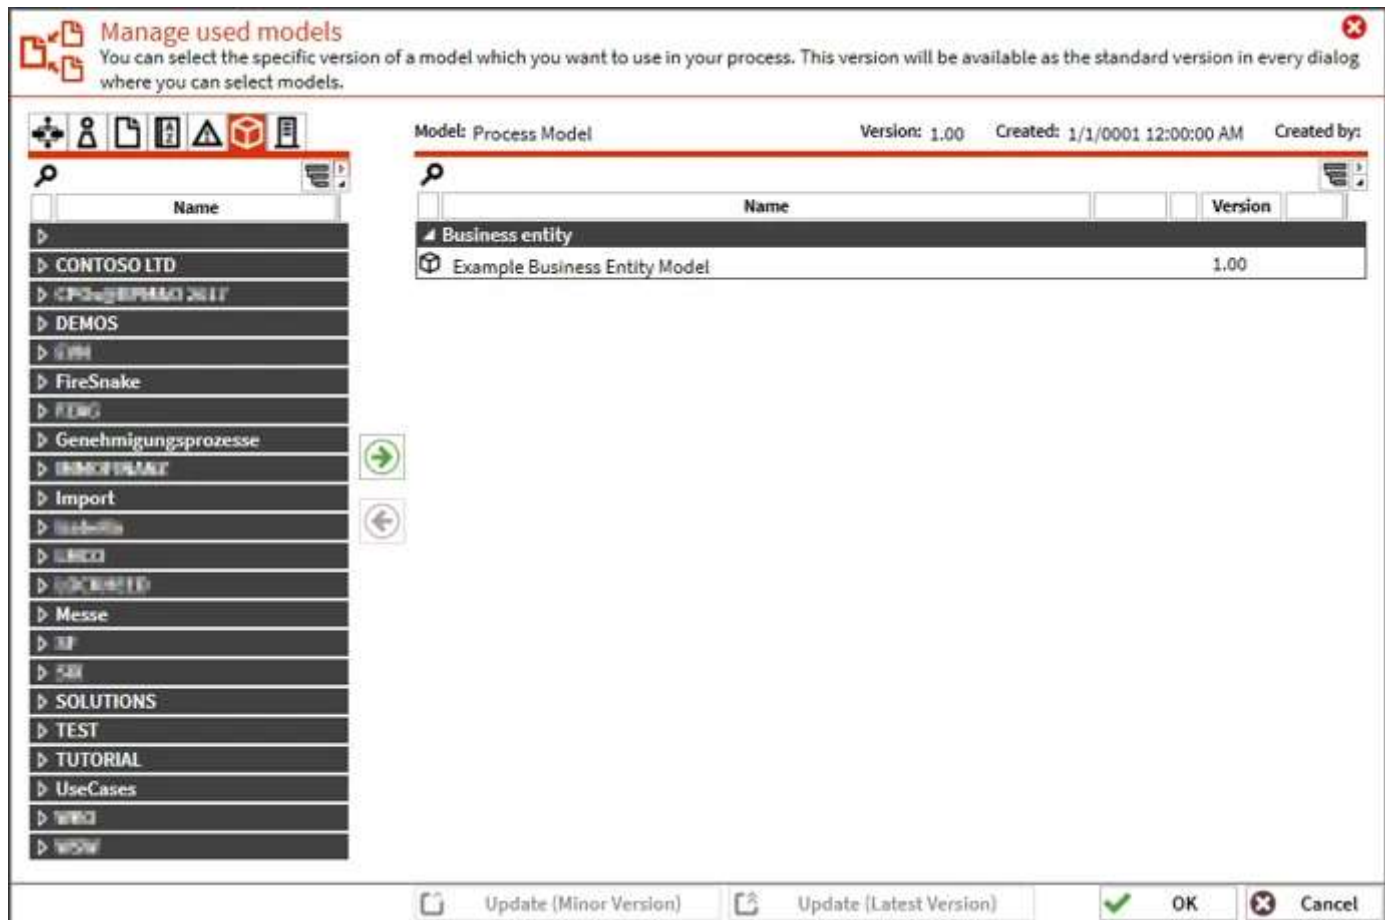 Manage used models
You can select the specific version of a model which you want to use in your process. This version will be available as the standard version in every dialog
where you can select models.
Model: Process Model Version: 1.00 Created: 1/1/0001 12:00:00 AM Created by:
Name
CONTOSO LTD
DEMOS
FireSnake
Genehmigungsprozesse
Import
Messe
SOLUTIONS
TEST
TUTORIAL
UseCases
Name Version
Business entity
Example Business Entity Model 1.00
Update (Minor Version) Update (Latest Version) OK Cancel